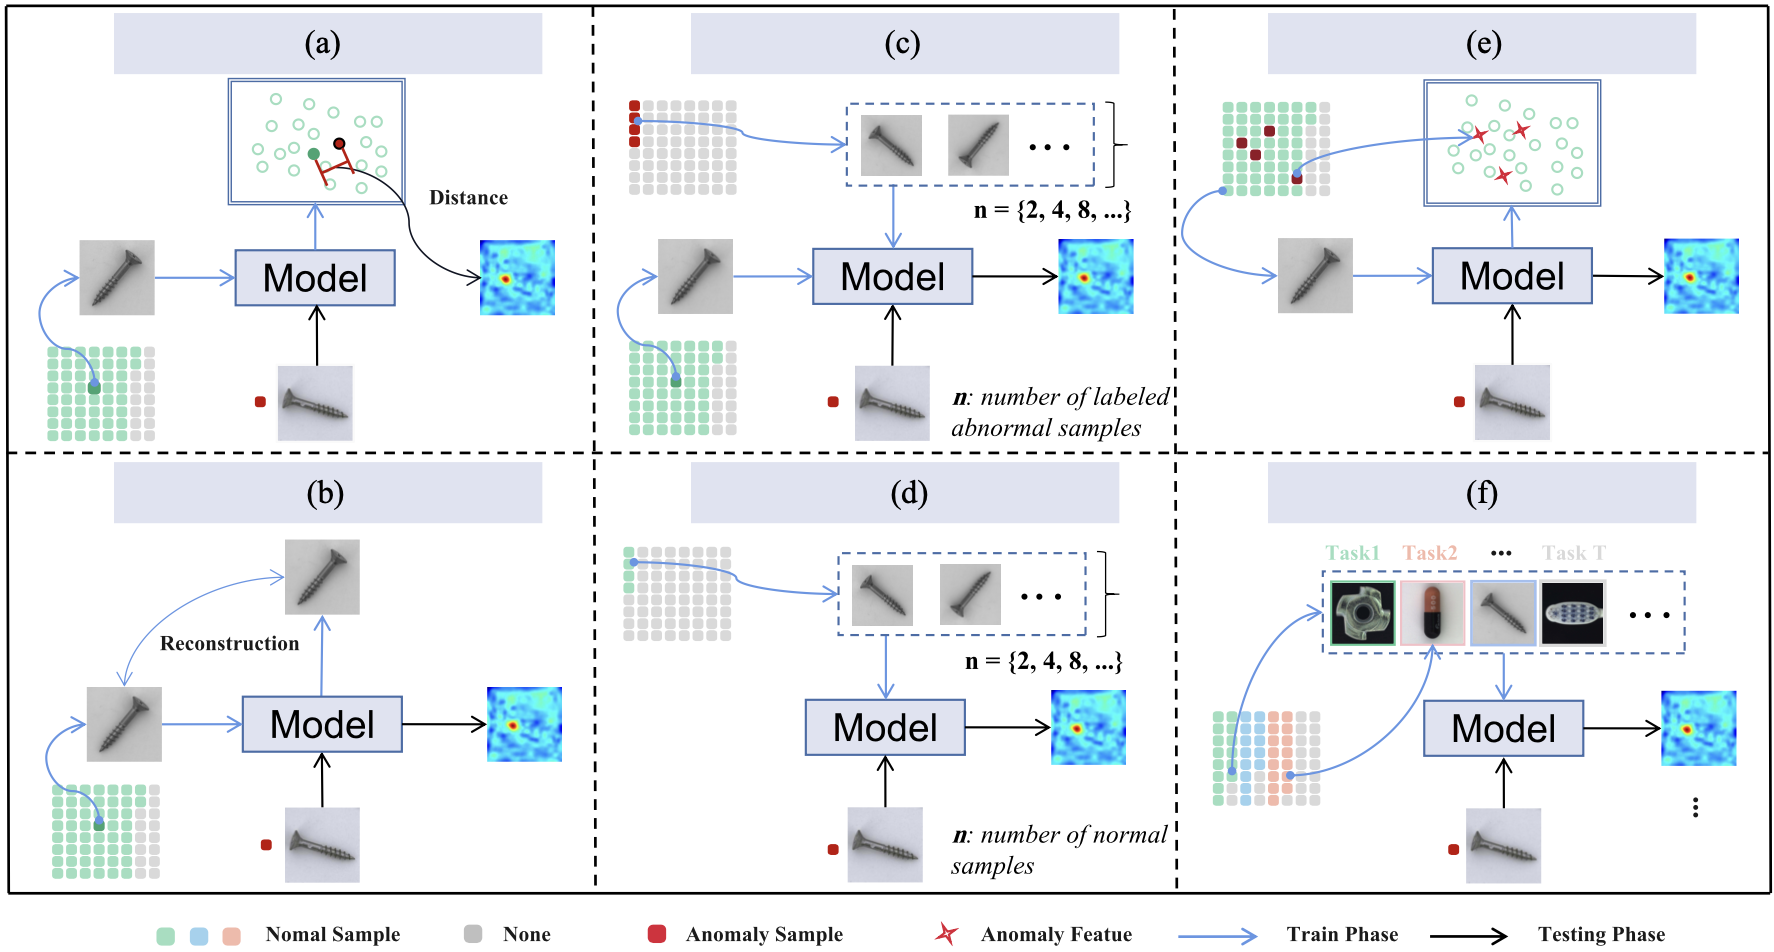 (a)
Distance
Model
(b)
Reconstruction
Model
(c)
n = {2, 4, 8, ...}
Model
n: number of labeled
abnormal samples
(d)
n = {2, 4, 8, ...}
Model
n: number of normal
samples
(e)
Model
(f)
Task1 Task2 ... Task T
Model
Nomal Sample None Anomaly Sample Anomaly Featue Train Phase Testing Phase